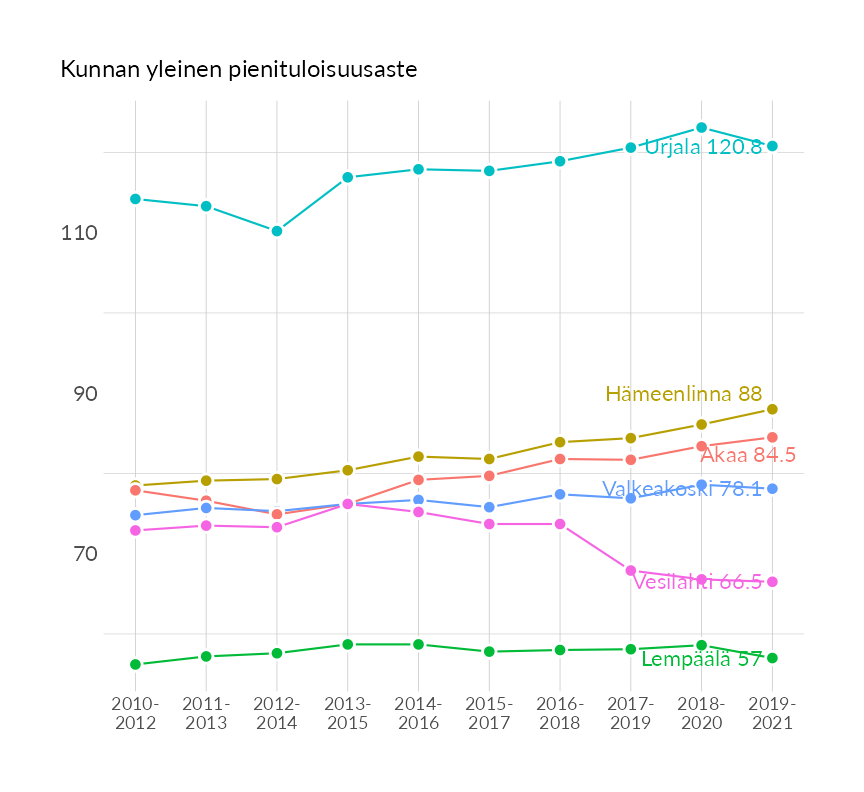 Kunnan yleinen pienituloisuusaste
Urjala 120.8
110
90
Hämeenlinna 88
Akaa 84.5
Valkeakoski 78.1
70
Vesilahti 66.5
Lempäälä 57
2010- 2011- 2012- 2013- 2014- 2015- 2016- 2017- 2018- 2019-
2012 2013 2014 2015 2016 2017 2018 2019 2020 2021